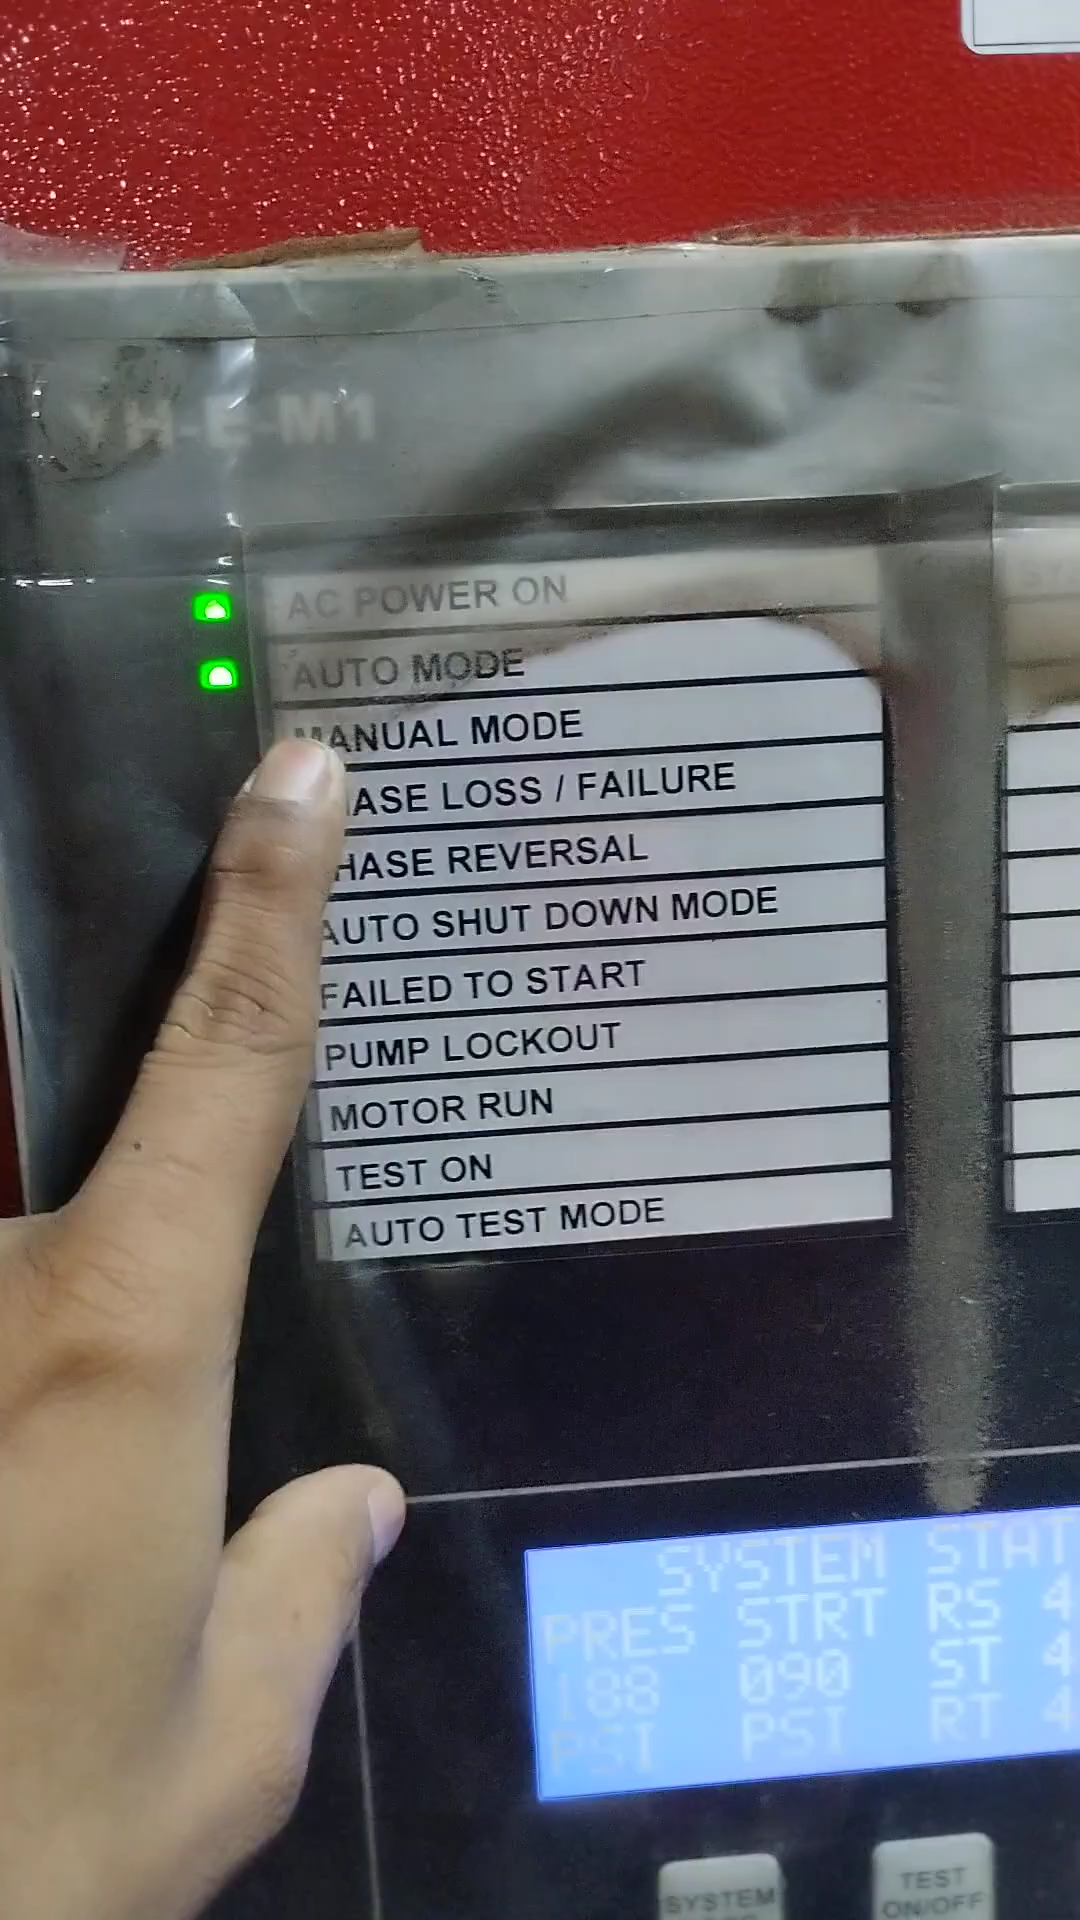 YH-E-M1
AC POWER ON
AUTO MODE
MANUAL MODE
HASE LOSS / FAILURE
HASE REVERSAL
AUTO SHUT DOWN MODE
FAILED TO START
PUMP LOCKOUT
MOTOR RUN
TEST ON
AUTO TEST MODE
SYSTEM STAT
PRES STRT RS 4
188 090 ST 4
PSI PSI RT 4
SYSTEM
TEST
ON/OFF